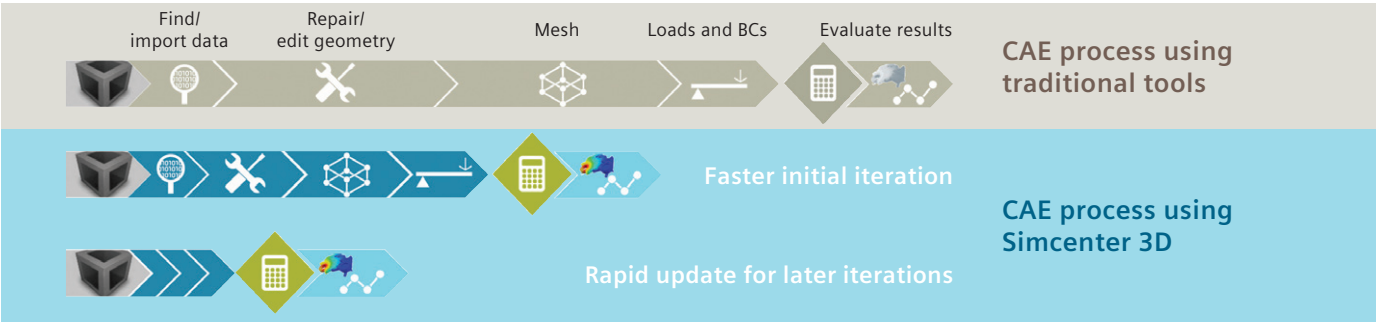 Find/
import data
Repair/
edit geometry
Mesh
Loads and BCs
Evaluate results
CAE process using
traditional tools
Faster initial iteration
CAE process using
Simcenter 3D
Rapid update for later iterations